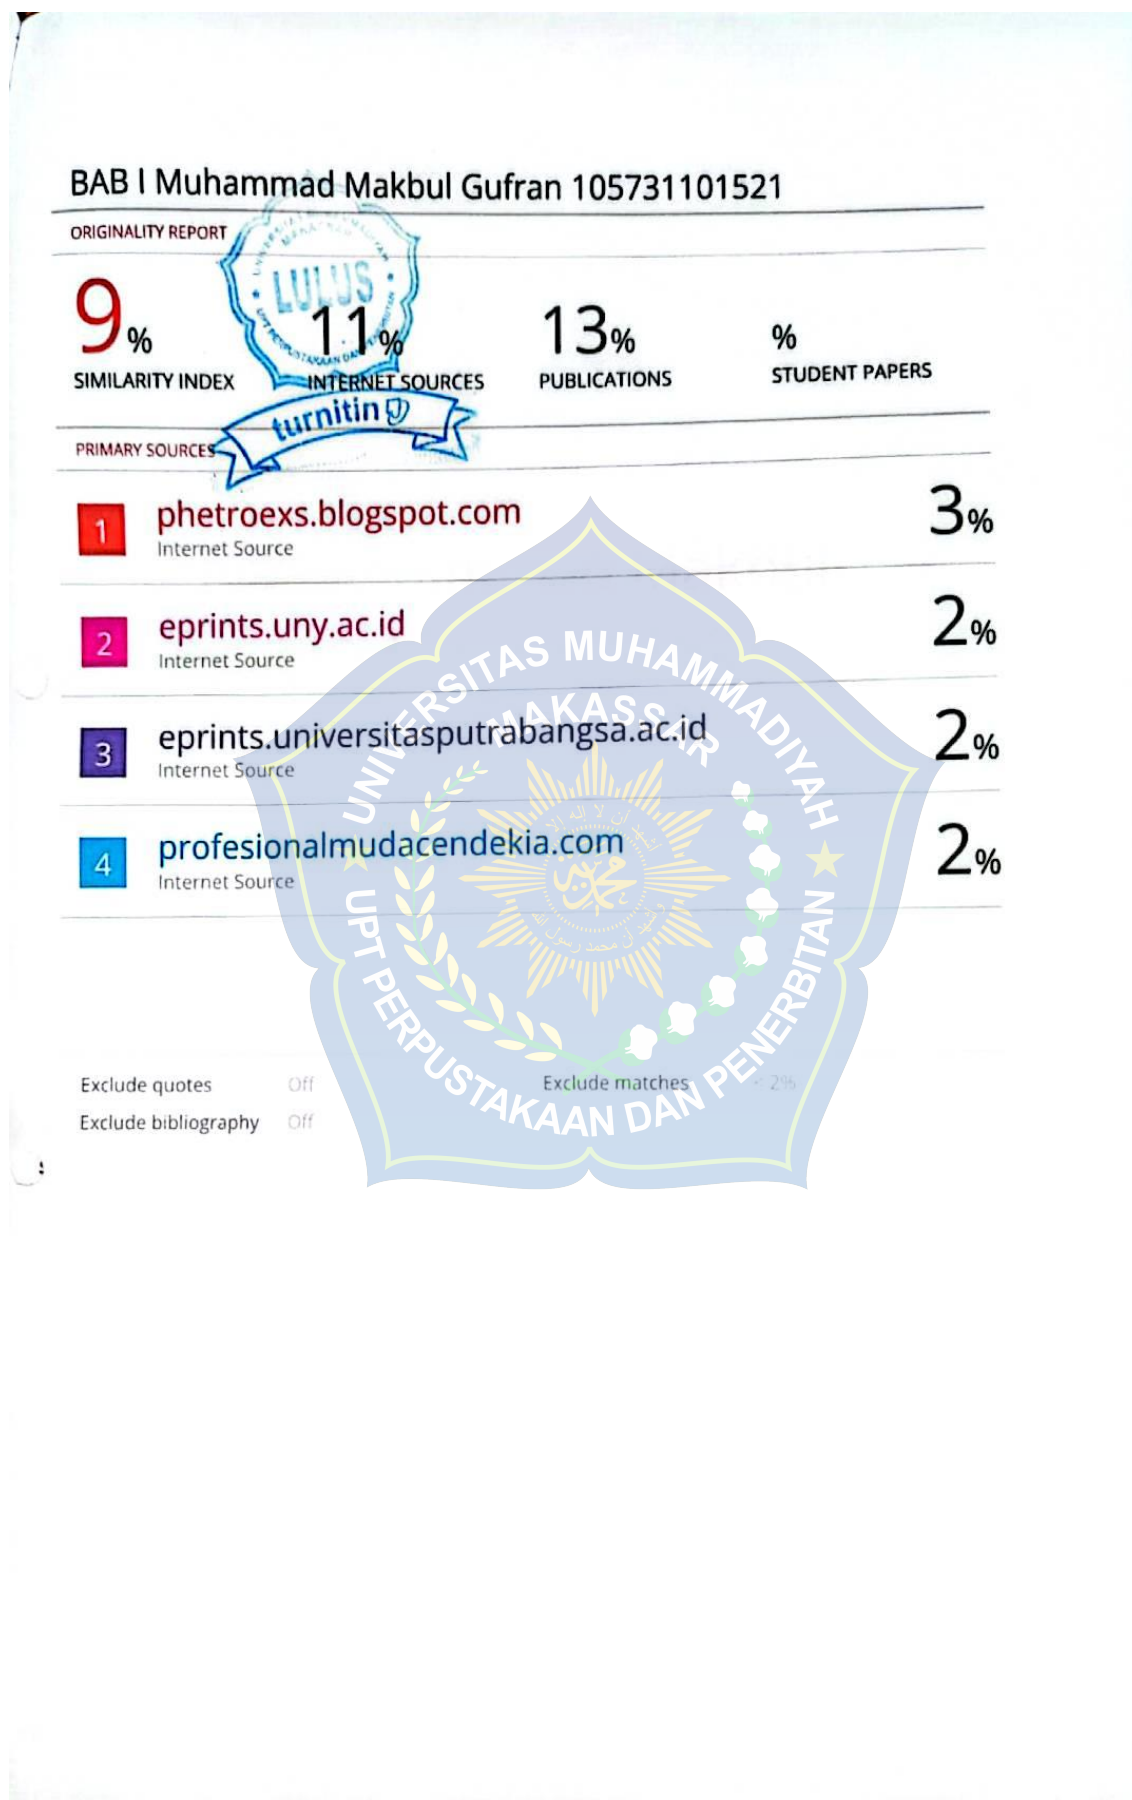 BAB I Muhammad Makbul Gufran 105731101521
ORIGINALITY REPORT
9%
SIMILARITY INDEX
11%
INTERNET SOURCES
13%
PUBLICATIONS
%
STUDENT PAPERS
LULUS
turnitin
PRIMARY SOURCES
1 phetroexs.blogspot.com 3%
Internet Source
2 eprints.uny.ac.id 2%
Internet Source
3 eprints.universitasputrabangsa.ac.id 2%
Internet Source
4 profesionalmudacendekia.com 2%
Internet Source
Exclude quotes Off Exclude matches < 2%
Exclude bibliography Off
UNIVERSITAS MUHAMMADIYAH
MAKASSAR
UPT PERPUSTAKAAN DAN PENERBITAN